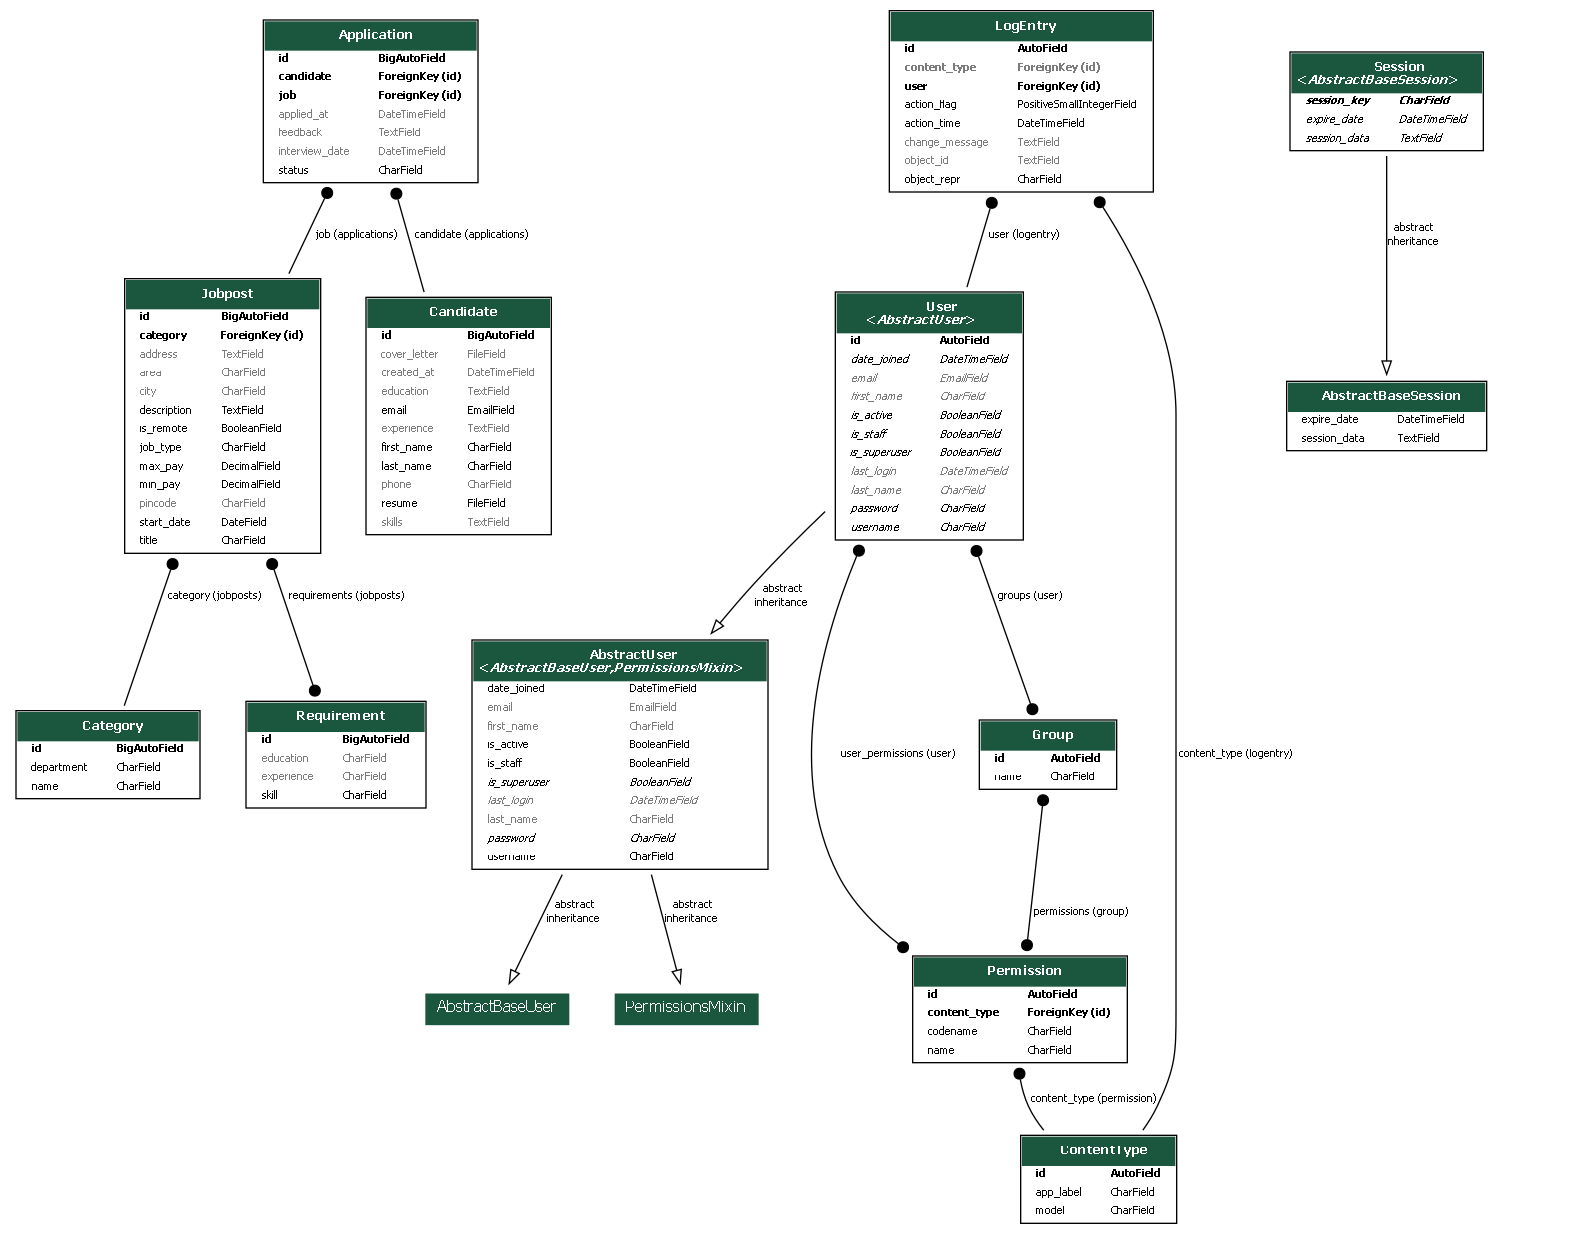 Application
id BigAutoField
candidate ForeignKey (id)
job ForeignKey (id)
applied_at DateTimeField
feedback TextField
interview_date DateTimeField
status CharField
job (applications)
candidate (applications)
Jobpost
id BigAutoField
category ForeignKey (id)
address TextField
area CharField
city CharField
description TextField
is_remote BooleanField
job_type CharField
max_pay DecimalField
min_pay DecimalField
pincode CharField
start_date DateField
title CharField
Candidate
id BigAutoField
cover_letter FileField
created_at DateTimeField
education TextField
email EmailField
experience TextField
first_name CharField
last_name CharField
phone CharField
resume FileField
skills TextField
category (jobposts)
requirements (jobposts)
Category
id BigAutoField
department CharField
name CharField
Requirement
id BigAutoField
education CharField
experience CharField
skill CharField
LogEntry
id AutoField
content_type ForeignKey (id)
user ForeignKey (id)
action_flag PositiveSmallIntegerField
action_time DateTimeField
change_message TextField
object_id TextField
object_repr CharField
user (logentry)
User
<AbstractUser>
id AutoField
date_joined DateTimeField
email EmailField
first_name CharField
is_active BooleanField
is_staff BooleanField
is_superuser BooleanField
last_login DateTimeField
last_name CharField
password CharField
username CharField
abstract
inheritance
groups (user)
AbstractUser
<AbstractBaseUser,PermissionsMixin>
date_joined DateTimeField
email EmailField
first_name CharField
is_active BooleanField
is_staff BooleanField
is_superuser BooleanField
last_login DateTimeField
last_name CharField
password CharField
username CharField
user_permissions (user)
content_type (logentry)
Group
id AutoField
name CharField
abstract
inheritance
abstract
inheritance
permissions (group)
AbstractBaseUser
PermissionsMixin
Permission
id AutoField
content_type ForeignKey (id)
codename CharField
name CharField
content_type (permission)
ContentType
id AutoField
app_label CharField
model CharField
Session
<AbstractBaseSession>
session_key CharField
expire_date DateTimeField
session_data TextField
abstract
inheritance
AbstractBaseSession
expire_date DateTimeField
session_data TextField